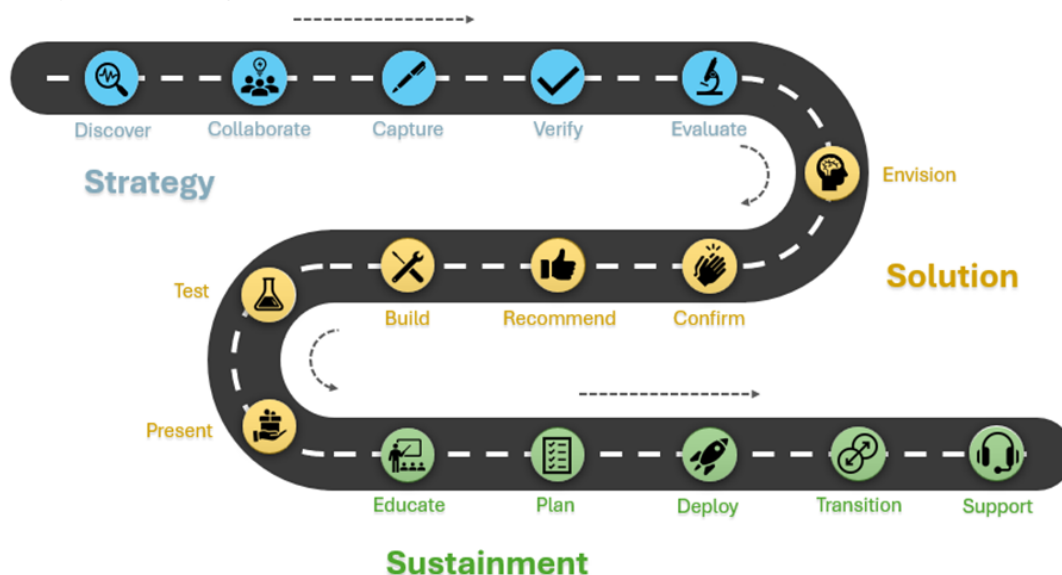 Discover
Collaborate
Capture
Verify
Evaluate
Strategy
Envision
Solution
Confirm
Recommend
Build
Test
Present
Educate
Plan
Deploy
Transition
Support
Sustainment